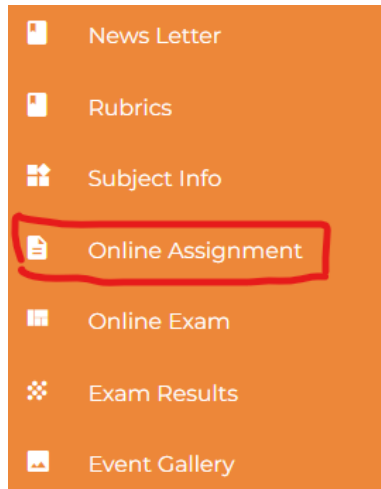 News Letter
Rubrics
Subject Info
Online Assignment
Online Exam
Exam Results
Event Gallery